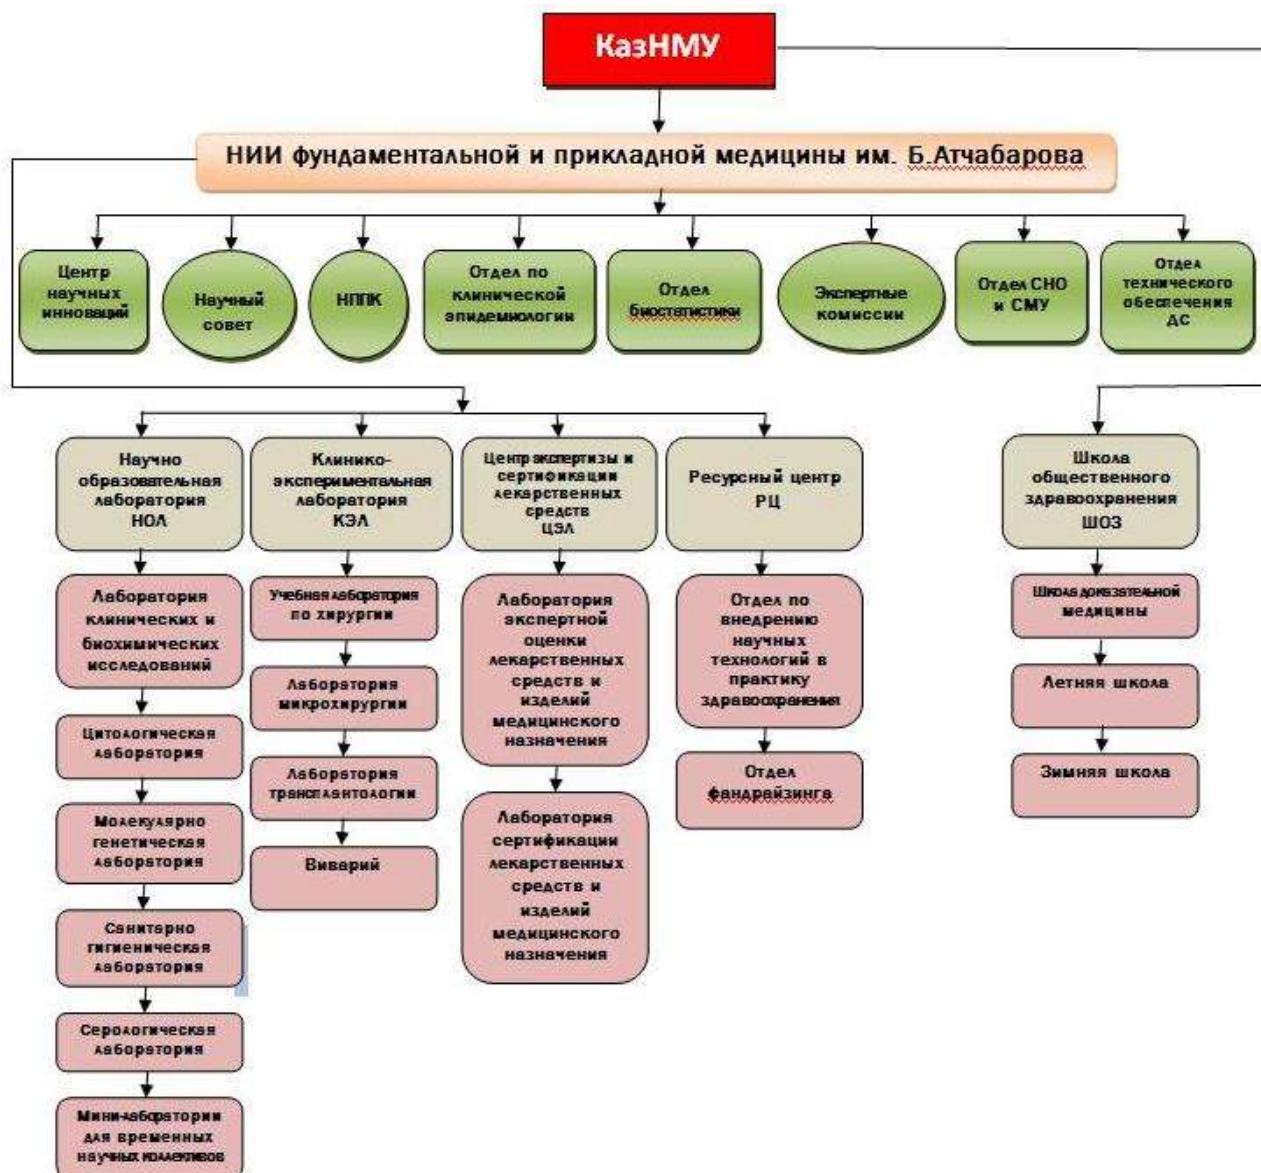 КазНМУ
НИИ фундаментальной и прикладной медицины им. Б.Атчабарова
Центр
научных
инноваций
Научный
совет
НППК
Отдел по
клинической
эпидемиологии
Отдел
биостатистики
Экспертные
комиссии
Отдел СНО
и СМУ
Отдел
технического
обеспечения
ДС
Научно
образовательная
лаборатория
НОЛ
Клинико-
экспериментальная
лаборатория
КЭЛ
Центр экспертизы и
сертификации
лекарственных
средств
ЦЭЛ
Ресурсный центр
РЦ
Школа
общественного
здравоохранения
ШОЗ
Лаборатория
клинических и
биохимических
исследований
Цитологическая
лаборатория
Молекулярно
генетическая
лаборатория
Санитарно
гигиеническая
лаборатория
Серологическая
лаборатория
Мини-лаборатории
для временных
научных коллективов
Учебная лаборатория
по хирургии
Лаборатория
микрохирургии
Лаборатория
трансплантологии
Виварий
Лаборатория
экспертной
оценки
лекарственных
средств и
изделий
медицинского
назначения
Лаборатория
сертификации
лекарственных
средств и
изделий
медицинского
назначения
Отдел по
внедрению
научных
технологий в
практику
здравоохранения
Отдел
фандрайзинга
Школа доказательной
медицины
Летняя школа
Зимняя школа